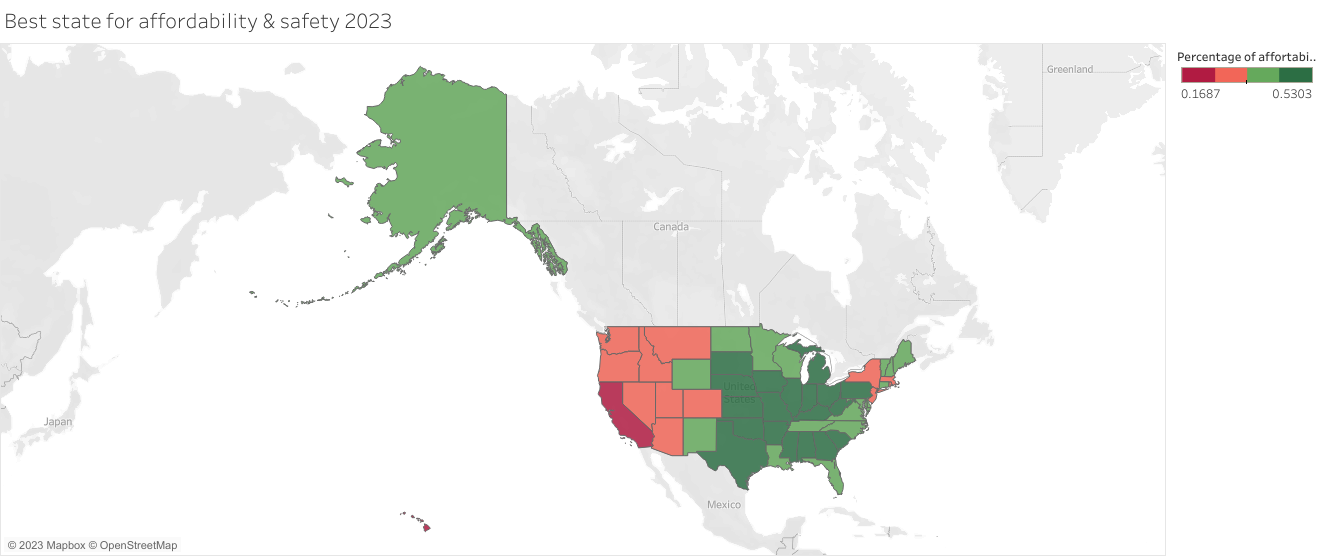 Best state for affordability & safety 2023
Percentage of affortabi..
0.1687 0.5303
Greenland
Canada
United
States
Japan
Mexico
© 2023 Mapbox © OpenStreetMap